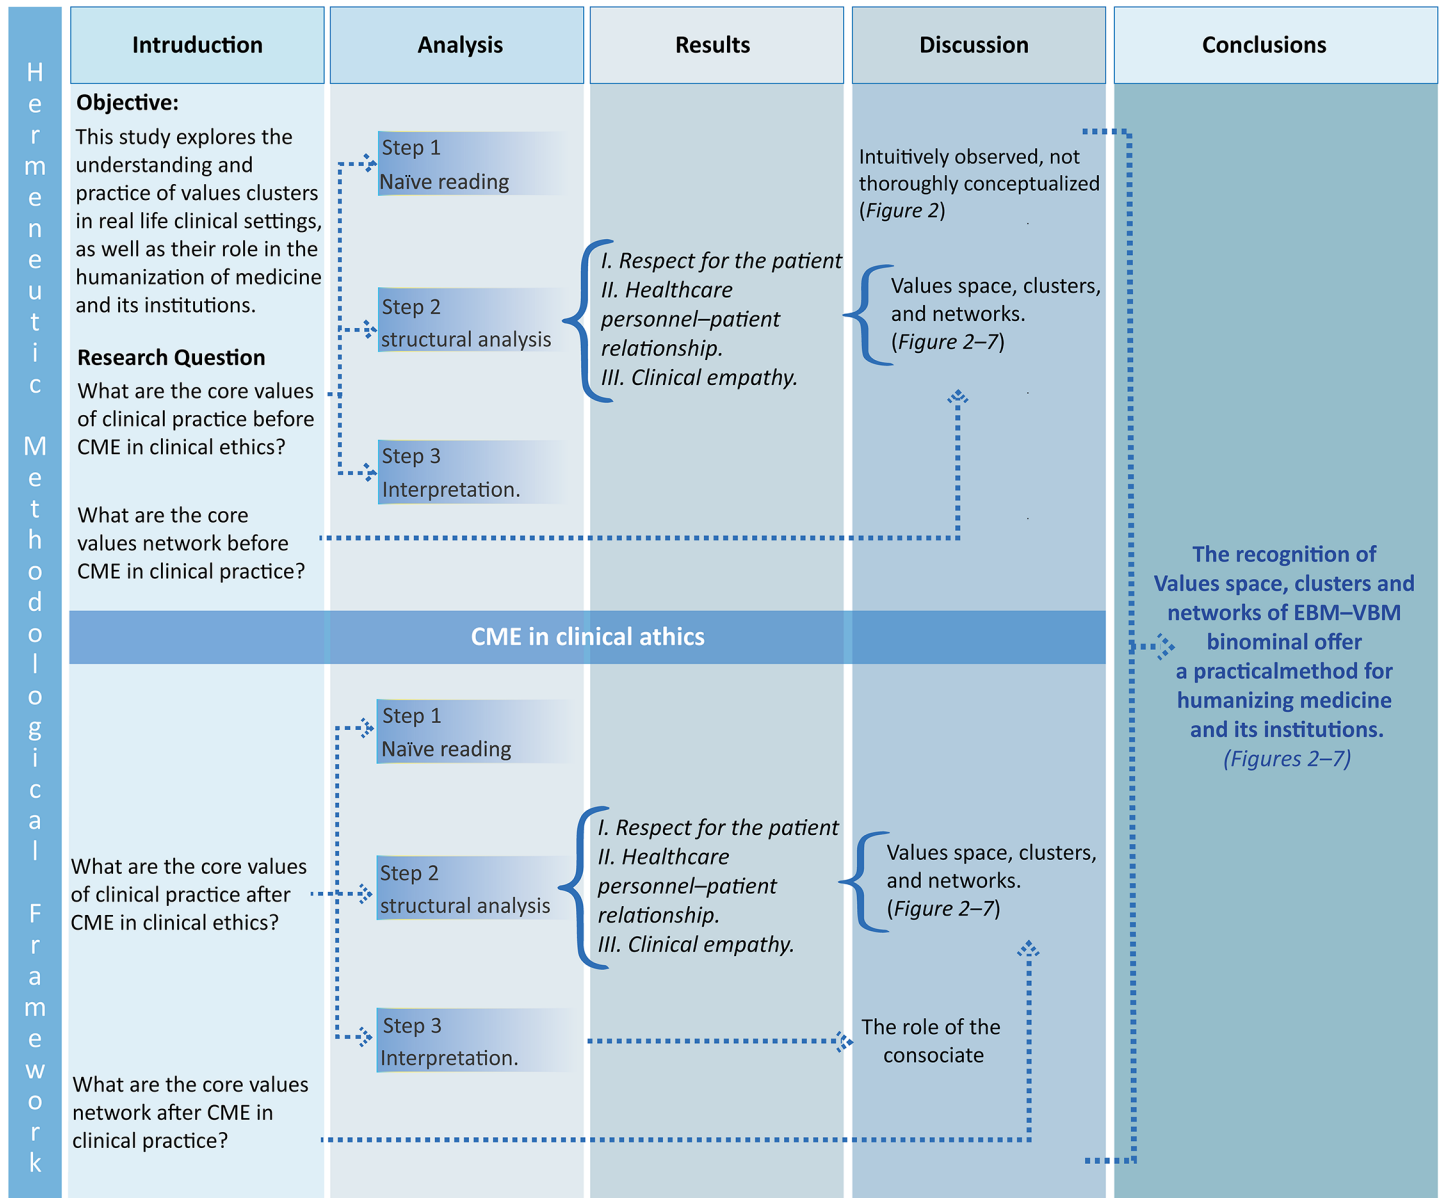 Hermeneutic Methodological Framework
Intruduction
Analysis
Results
Discussion
Conclusions
Objective:
This study explores the
understanding and
practice of values clusters
in real life clinical settings,
as well as their role in the
humanization of medicine
and its institutions.
Research Question
What are the core values
of clinical practice before
CME in clinical ethics?
What are the core
values network before
CME in clinical practice?
Step 1
Naïve reading
Step 2
structural analysis
Step 3
Interpretation.
I. Respect for the patient
II. Healthcare
personnel–patient
relationship.
III. Clinical empathy.
Intuitively observed, not
thoroughly conceptualized
(Figure 2)
Values space, clusters,
and networks.
(Figure 2–7)
CME in clinical athics
What are the core values
of clinical practice after
CME in clinical ethics?
What are the core values
network after CME in
clinical practice?
Step 1
Naïve reading
Step 2
structural analysis
Step 3
Interpretation.
I. Respect for the patient
II. Healthcare
personnel–patient
relationship.
III. Clinical empathy.
Values space, clusters,
and networks.
(Figure 2–7)
The role of the
consociate
The recognition of
Values space, clusters and
networks of EBM–VBM
binominal offer
a practicalmethod for
humanizing medicine
and its institutions.
(Figures 2–7)